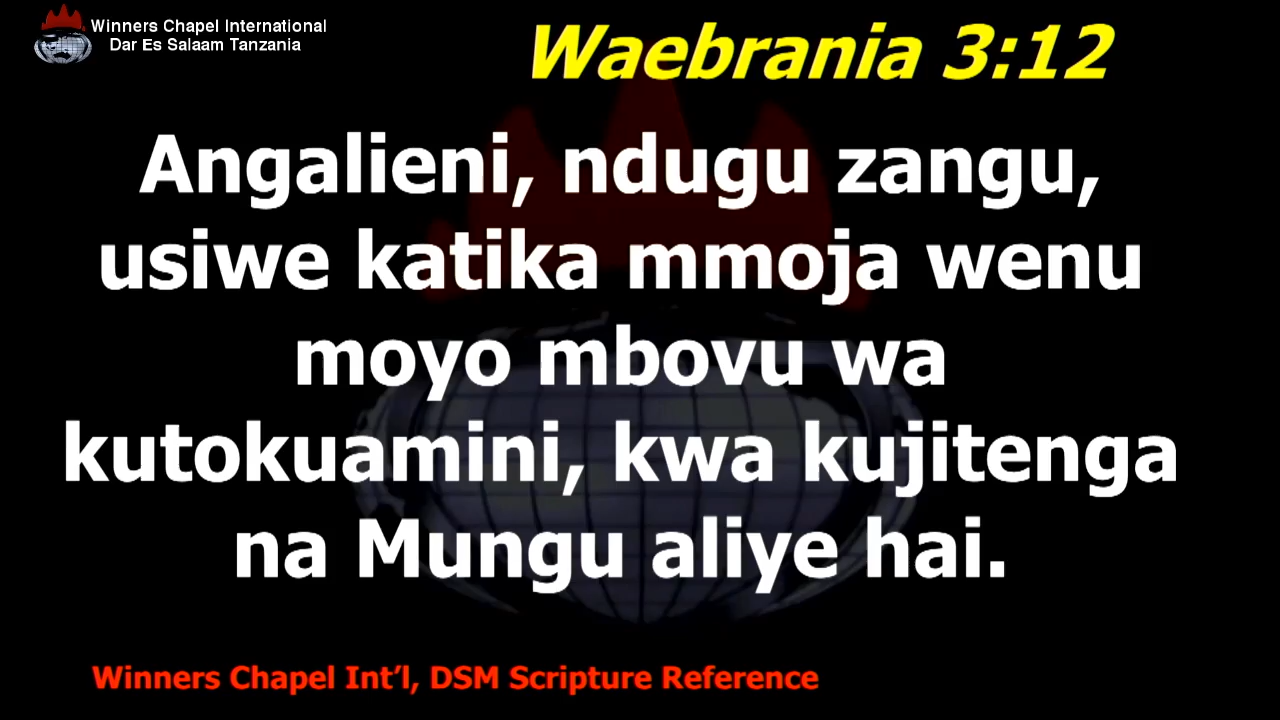 Winners Chapel International
Dar Es Salaam Tanzania
Waebrania 3:12
Angalieni, ndugu zangu,
usiwe katika mmoja wenu
moyo mbovu wa
kutokuamini, kwa kujitenga
na Mungu aliye hai.
Winners Chapel Int’l, DSM Scripture Reference